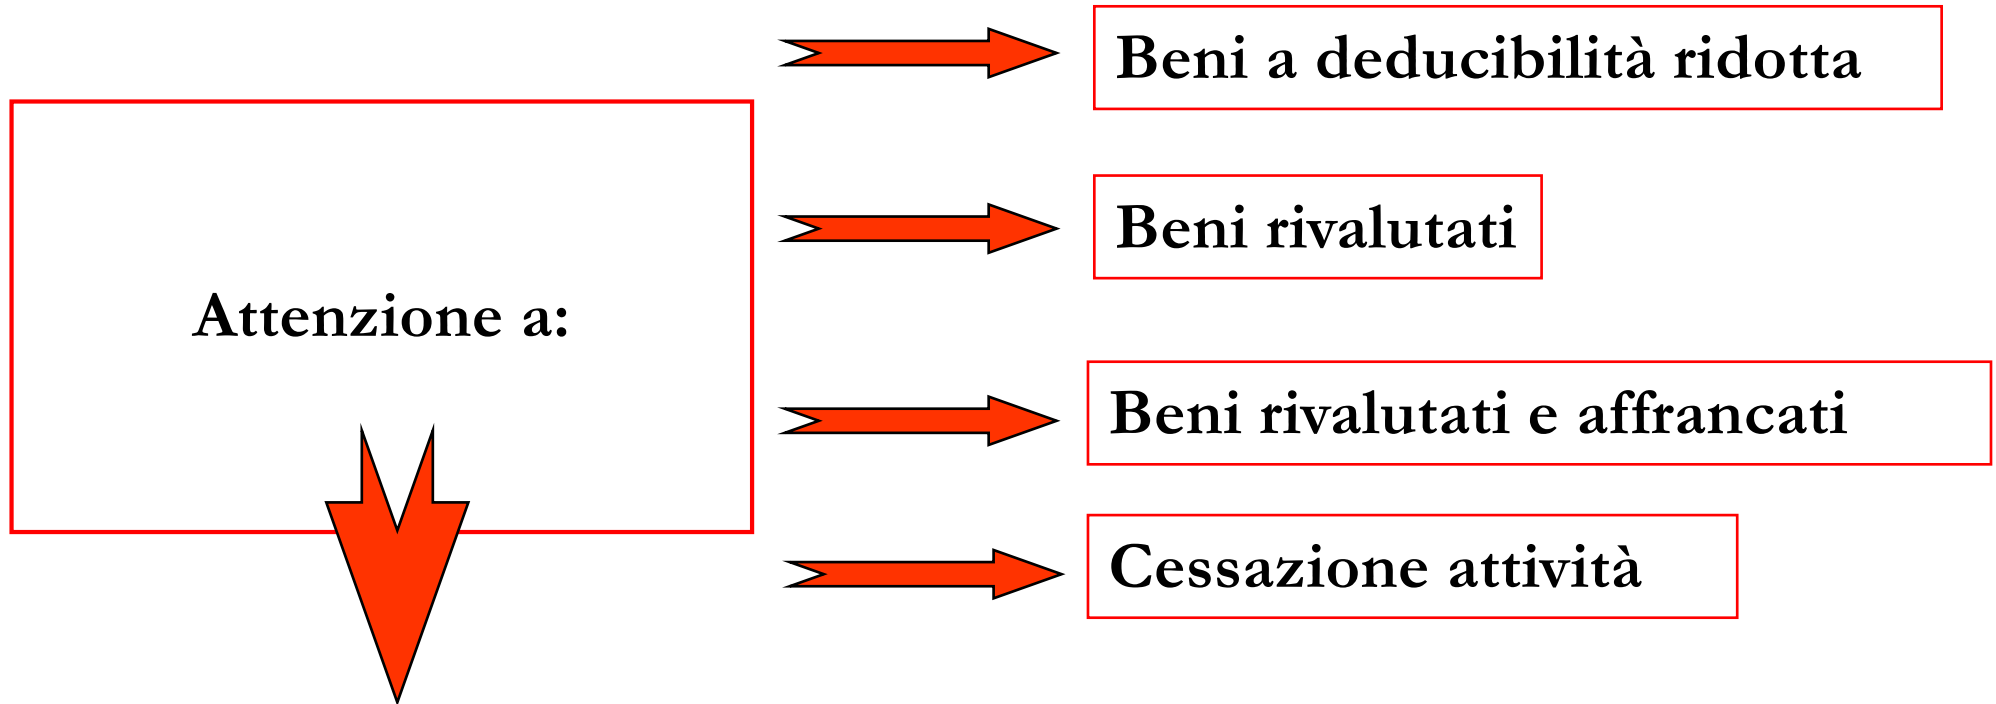 Attenzione a:
Beni a deducibilità ridotta
Beni rivalutati
Beni rivalutati e affrancati
Cessazione attività